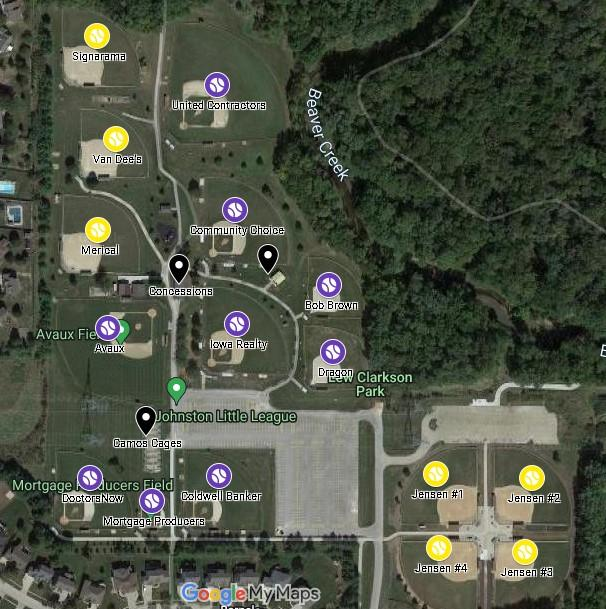 Signarama
United Contractors
Beaver Creek
Van Dee's
Community Choice
Merical
Concessions
Bob Brown
Avaux Fie
Avaux
Iowa Realty
Dragon
Lew Clarkson
Park
Johnston Little League
Camos Cages
Mortgage Producers Field
DoctorsNow
Coldwell Banker
Mortgage Producers
Jensen #1
Jensen #2
Jensen #4
Jensen #3
Google My Maps